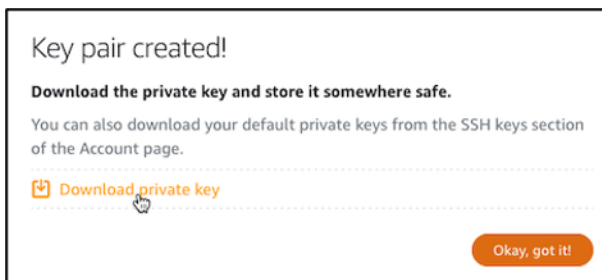 Key pair created!
Download the private key and store it somewhere safe.
You can also download your default private keys from the SSH keys section
of the Account page.
Download private key
Okay, got it!